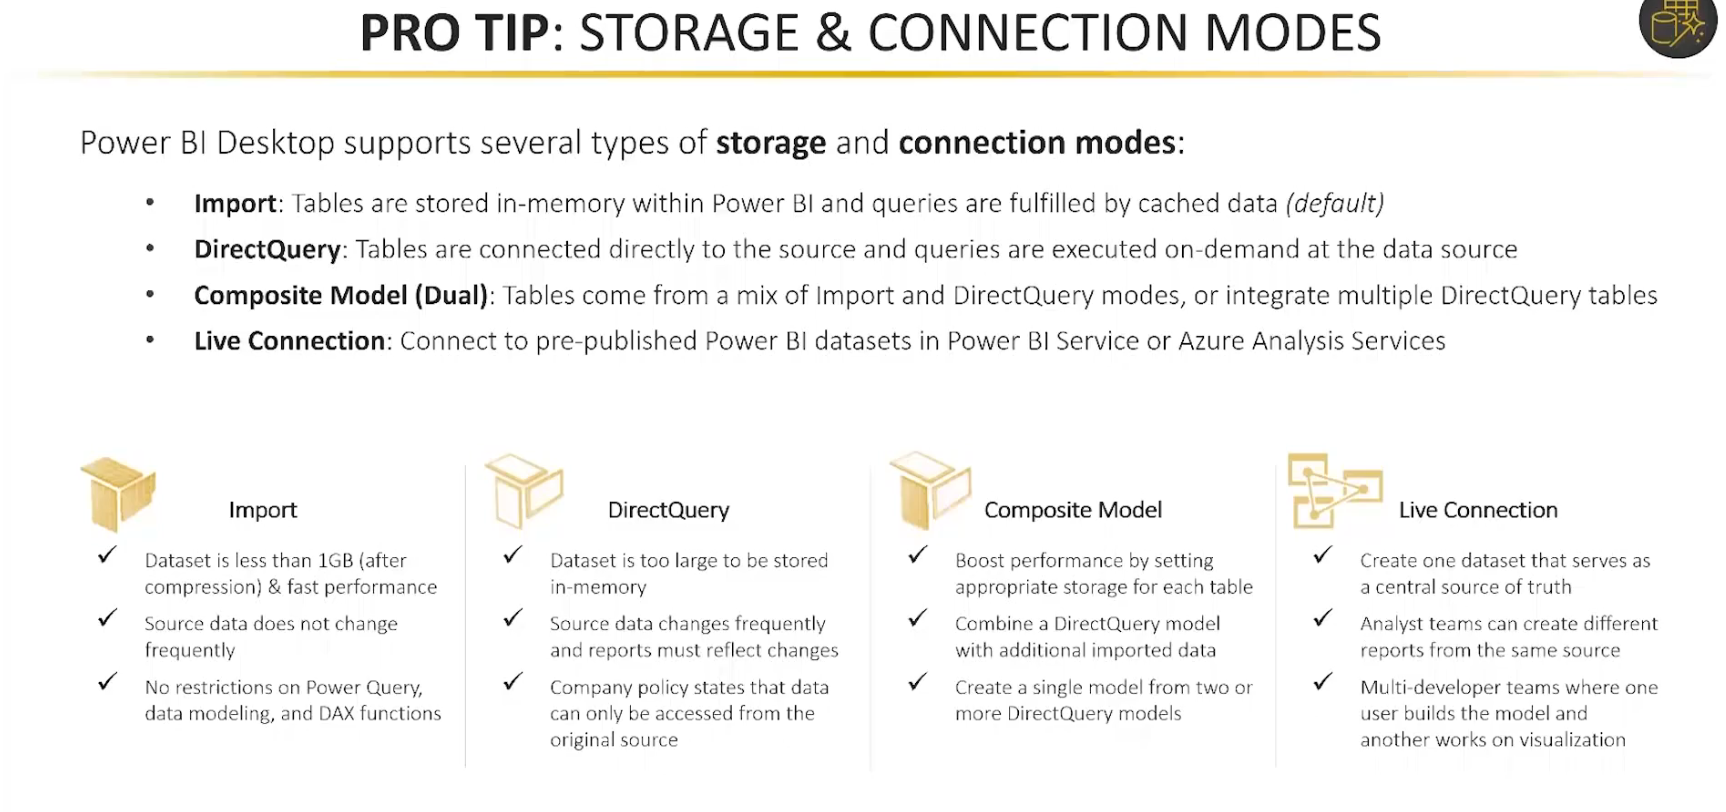 PRO TIP: STORAGE & CONNECTION MODES
Power BI Desktop supports several types of storage and connection modes:
• Import: Tables are stored in-memory within Power BI and queries are fulfilled by cached data (default)
• DirectQuery: Tables are connected directly to the source and queries are executed on-demand at the data source
• Composite Model (Dual): Tables come from a mix of Import and DirectQuery modes, or integrate multiple DirectQuery tables
• Live Connection: Connect to pre-published Power BI datasets in Power BI Service or Azure Analysis Services
Import
✓ Dataset is less than 1GB (after
compression) & fast performance
✓ Source data does not change
frequently
✓ No restrictions on Power Query,
data modeling, and DAX functions
DirectQuery
✓ Dataset is too large to be stored
in-memory
✓ Source data changes frequently
and reports must reflect changes
✓ Company policy states that data
can only be accessed from the
original source
Composite Model
✓ Boost performance by setting
appropriate storage for each table
✓ Combine a DirectQuery model
with additional imported data
✓ Create a single model from two or
more DirectQuery models
Live Connection
✓ Create one dataset that serves as
a central source of truth
✓ Analyst teams can create different
reports from the same source
✓ Multi-developer teams where one
user builds the model and
another works on visualization